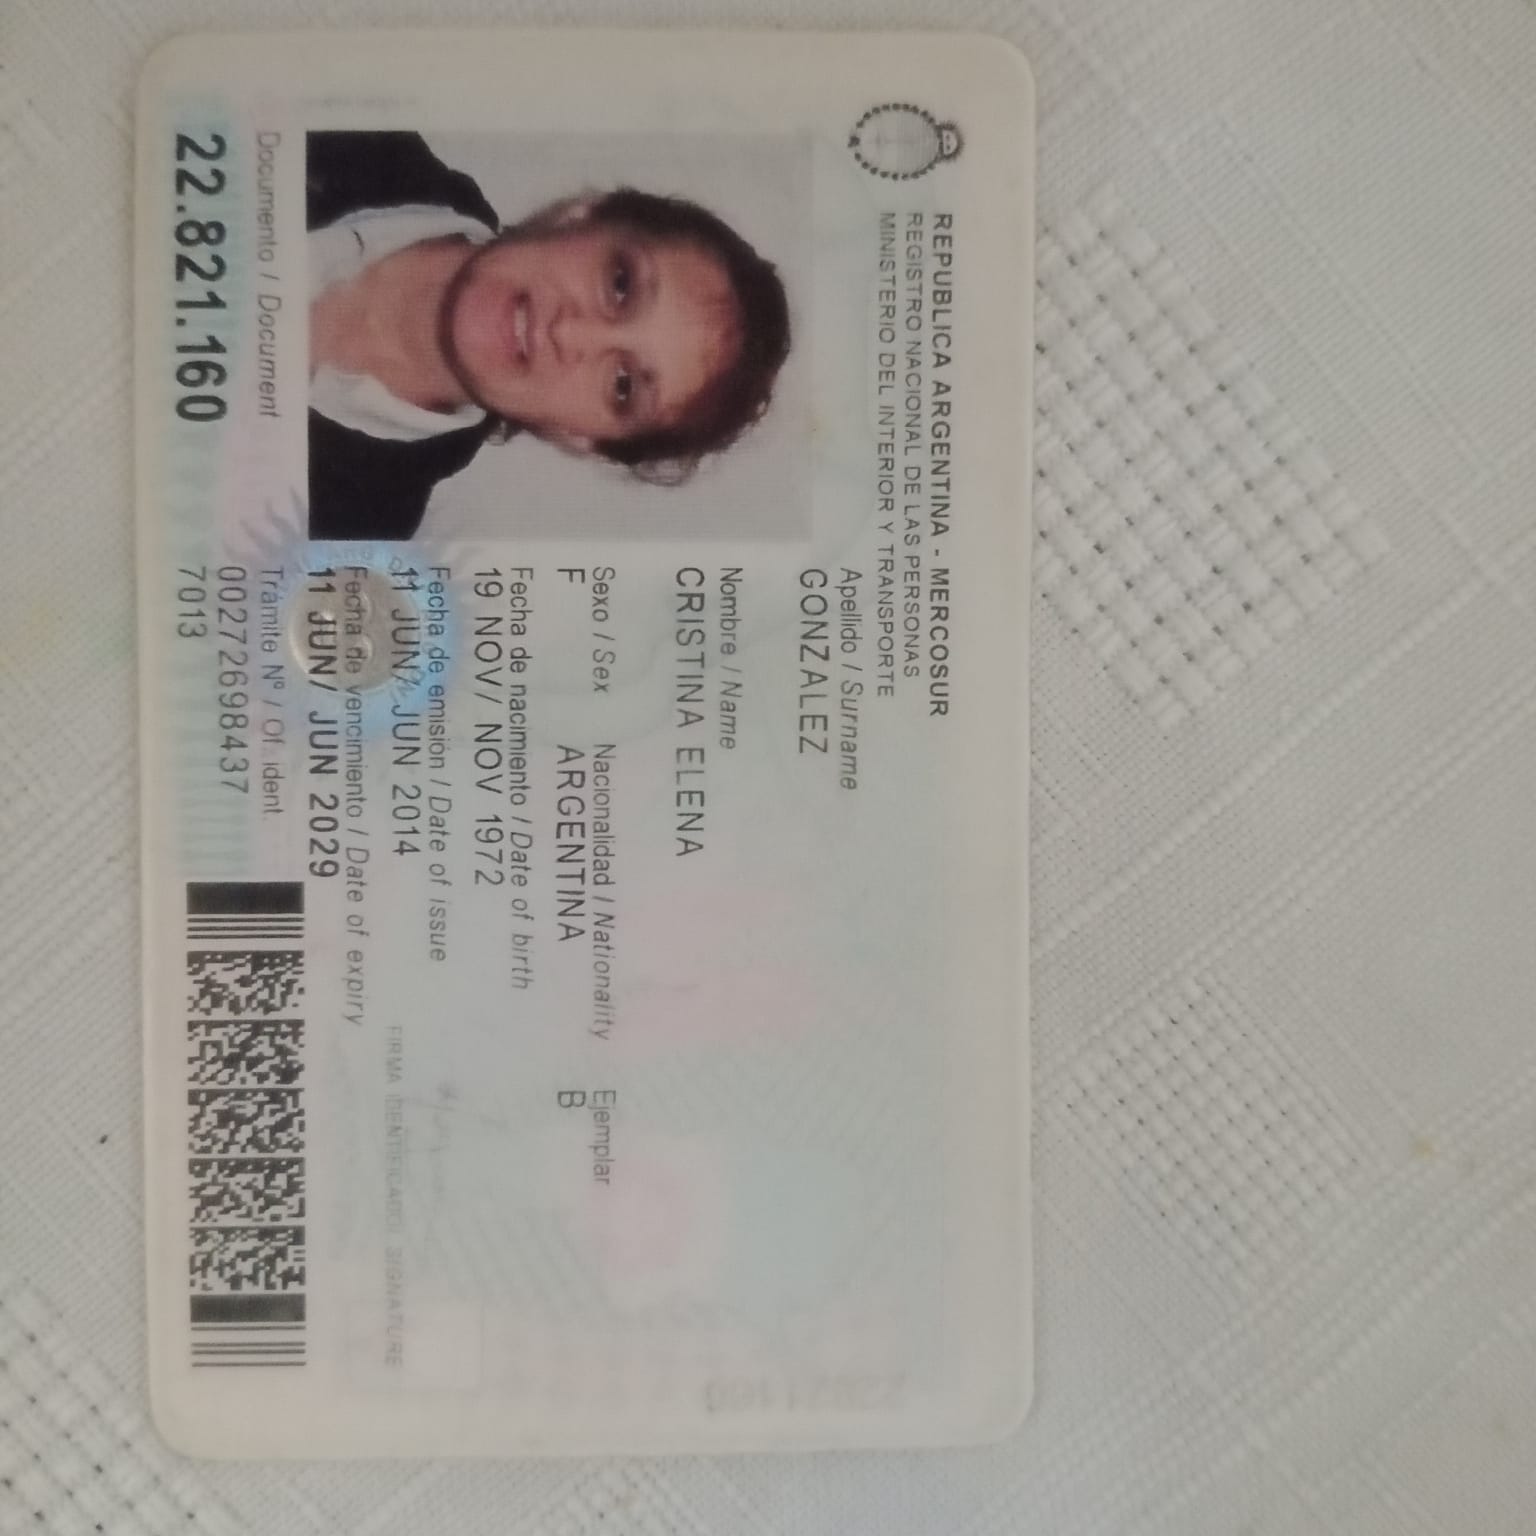 REPUBLICA ARGENTINA - MERCOSUR
REGISTRO NACIONAL DE LAS PERSONAS
MINISTERIO DEL INTERIOR Y TRANSPORTE
Apellido / Surname
GONZALEZ
Nombre / Name
CRISTINA ELENA
Sexo / Sex Nacionalidad / Nationality Ejemplar
F ARGENTINA B
Fecha de nacimiento / Date of birth
19 NOV/ NOV 1972
Fecha de emisión / Date of issue
11 JUN/ JUN 2014
FIRMA IDENTIFICADO/ SIGNATURE
Fecha de vencimiento / Date of expiry
11 JUN/ JUN 2029
Documento / Document
22.821.160
Trámite Nº / Of. ident.
00272698437
7013